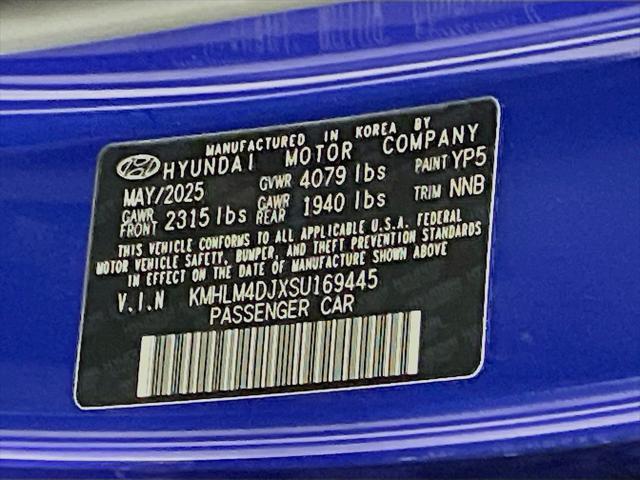 MANUFACTURED IN KOREA BY
HYUNDAI MOTOR COMPANY
MAY/2025 GVWR 4079 lbs PAINT YP5
GAWR FRONT 2315 lbs GAWR REAR 1940 lbs TRIM NNB
THIS VEHICLE CONFORMS TO ALL APPLICABLE U.S.A. FEDERAL
MOTOR VEHICLE SAFETY, BUMPER, AND THEFT PREVENTION STANDARDS
IN EFFECT ON THE DATE OF MANUFACTURE SHOWN ABOVE
V.I.N KMHLM4DJXSU169445
PASSENGER CAR